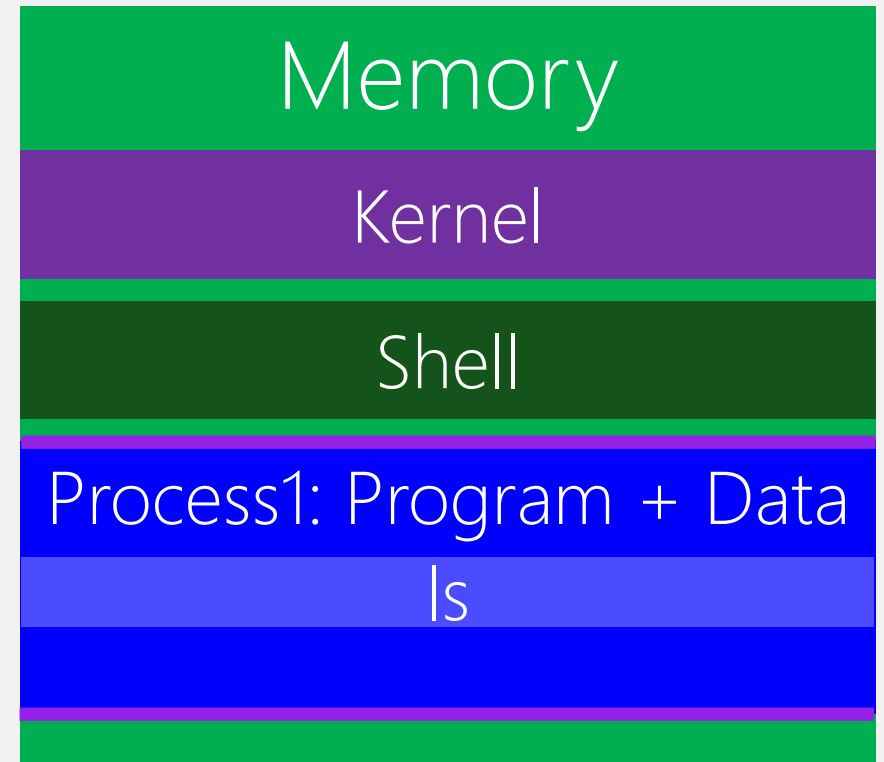 Memory
Kernel
Shell
Process1: Program + Data
ls